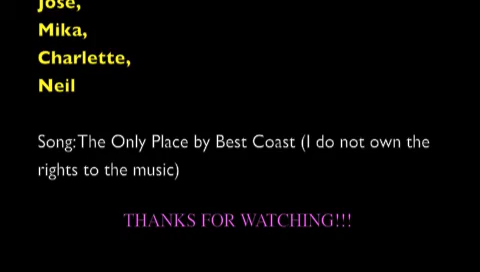 Jose,
Mika,
Charlette,
Neil
Song:The Only Place by Best Coast (I do not own the
rights to the music)
THANKS FOR WATCHING!!!